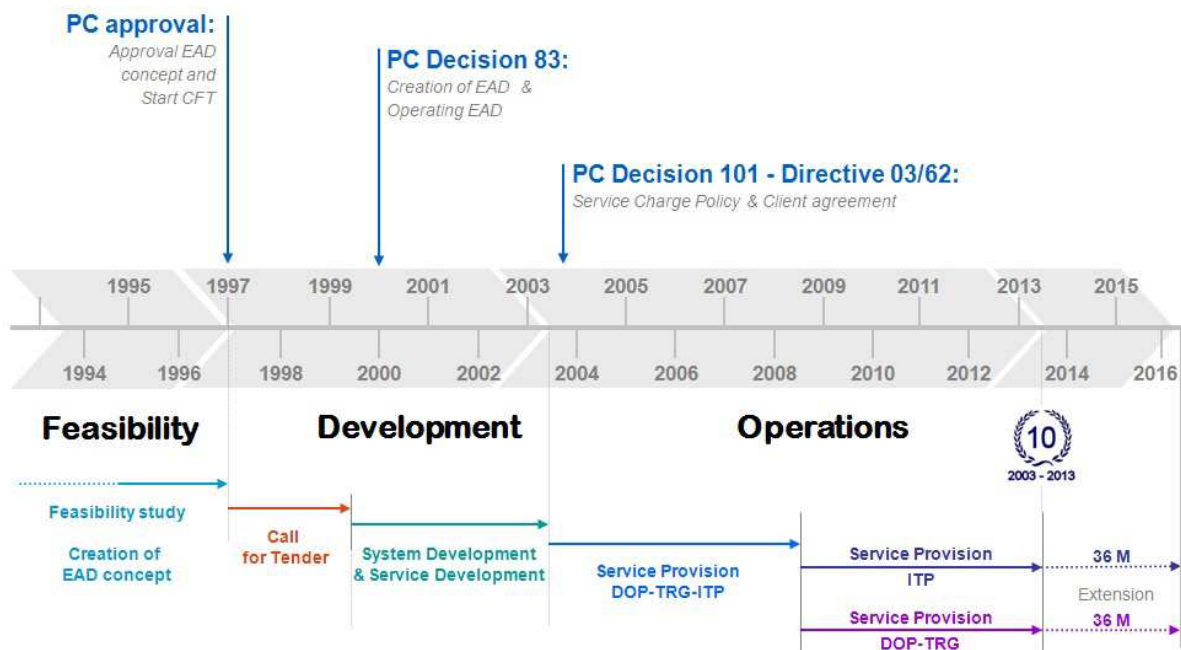 PC approval:
Approval EAD
concept and
Start CFT
PC Decision 83:
Creation of EAD & 
Operating EAD
PC Decision 101 - Directive 03/62:
Service Charge Policy & Client agreement
1995 1997 1999 2001 2003 2005 2007 2009 2011 2013 2015
1994 1996 1998 2000 2002 2004 2006 2008 2010 2012 2014 2016
Feasibility Development Operations
10
2003 - 2013
Feasibility study
Creation of
EAD concept
Call
for Tender
System Development
& Service Development
Service Provision
DOP-TRG-ITP
Service Provision
ITP
36 M
Extension
Service Provision
DOP-TRG
36 M